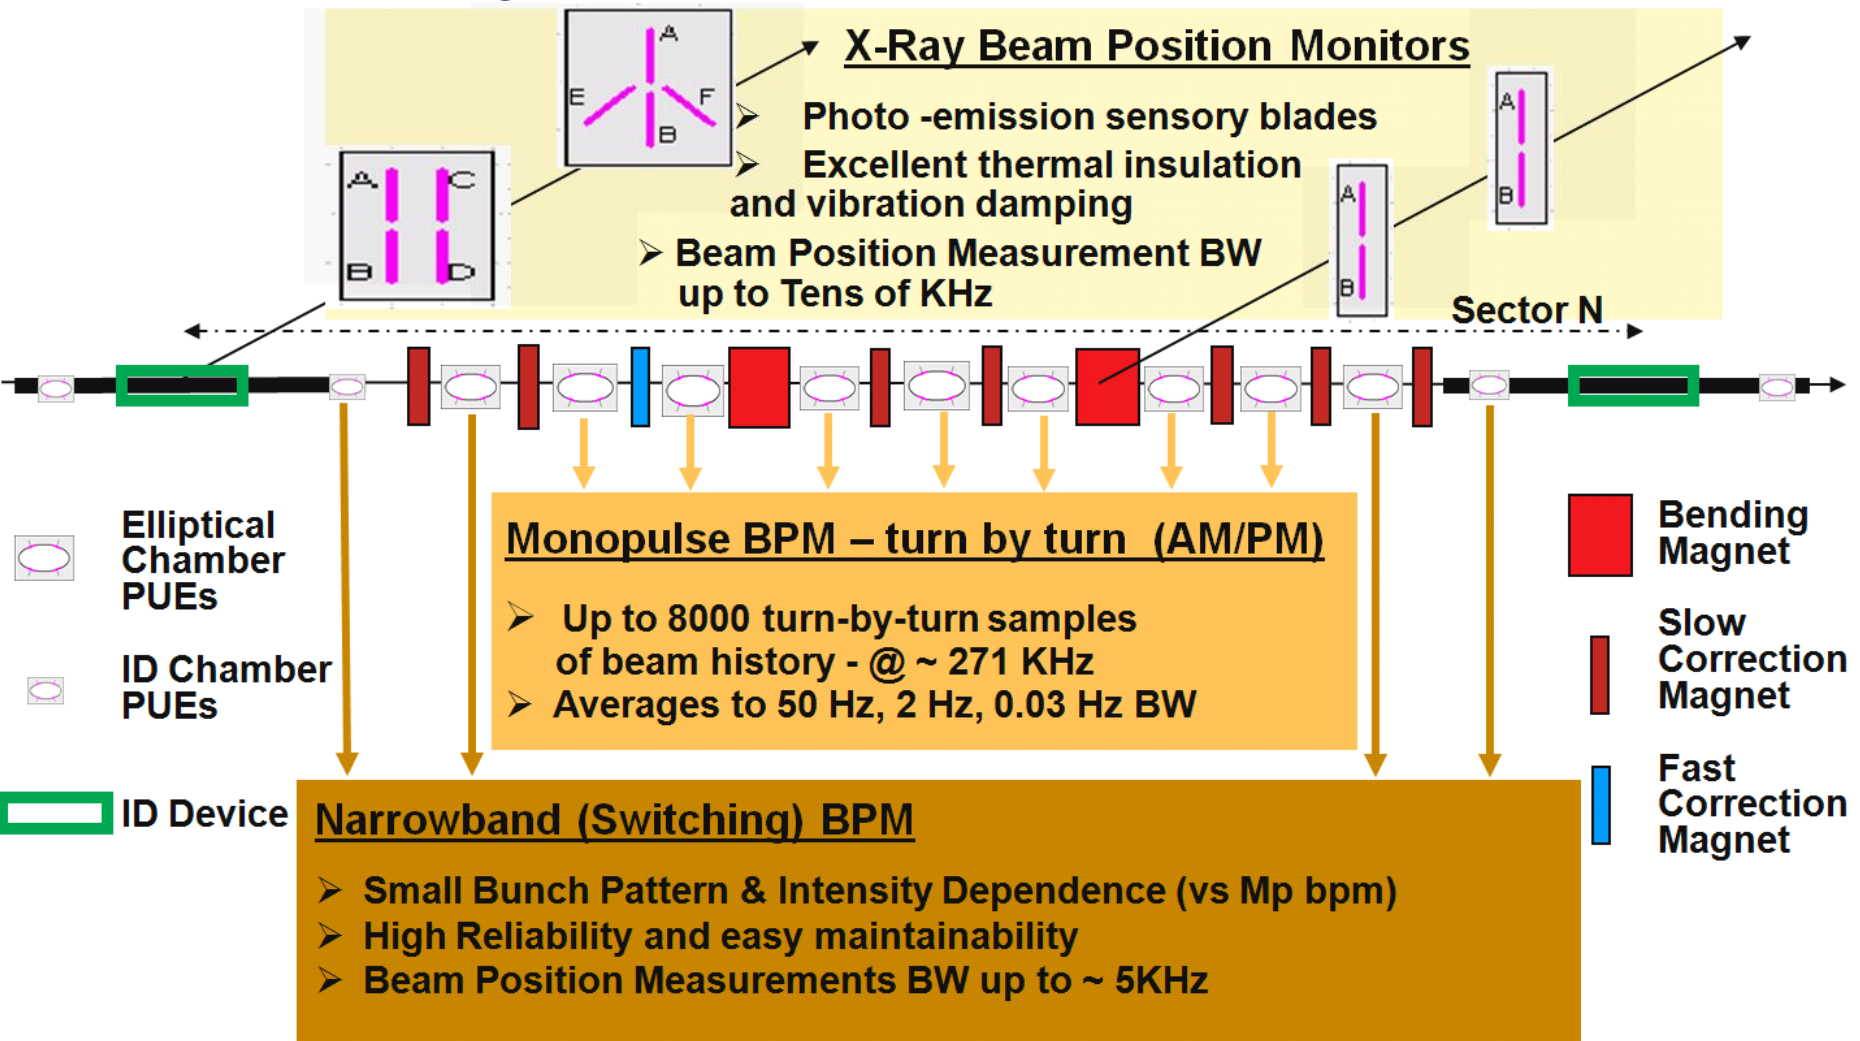 X-Ray Beam Position Monitors
A
E
F
B
➢ Photo -emission sensory blades
➢ Excellent thermal insulation
and vibration damping
➢ Beam Position Measurement BW
up to Tens of KHz
A C
B D
A
B
A
B
Sector N
Elliptical
Chamber
PUEs
ID Chamber
PUEs
ID Device
Monopulse BPM – turn by turn (AM/PM)
➢ Up to 8000 turn-by-turn samples
of beam history - @ ~ 271 KHz
➢ Averages to 50 Hz, 2 Hz, 0.03 Hz BW
Narrowband (Switching) BPM
➢ Small Bunch Pattern & Intensity Dependence (vs Mp bpm)
➢ High Reliability and easy maintainability
➢ Beam Position Measurements BW up to ~ 5KHz
Bending
Magnet
Slow
Correction
Magnet
Fast
Correction
Magnet